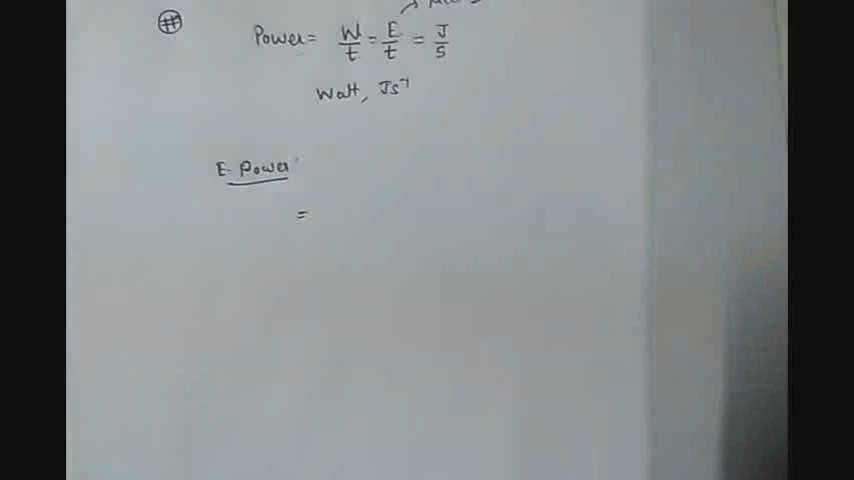 #
Power = W/t = E/t = J/s
Watt, Js⁻¹
E. Power
=